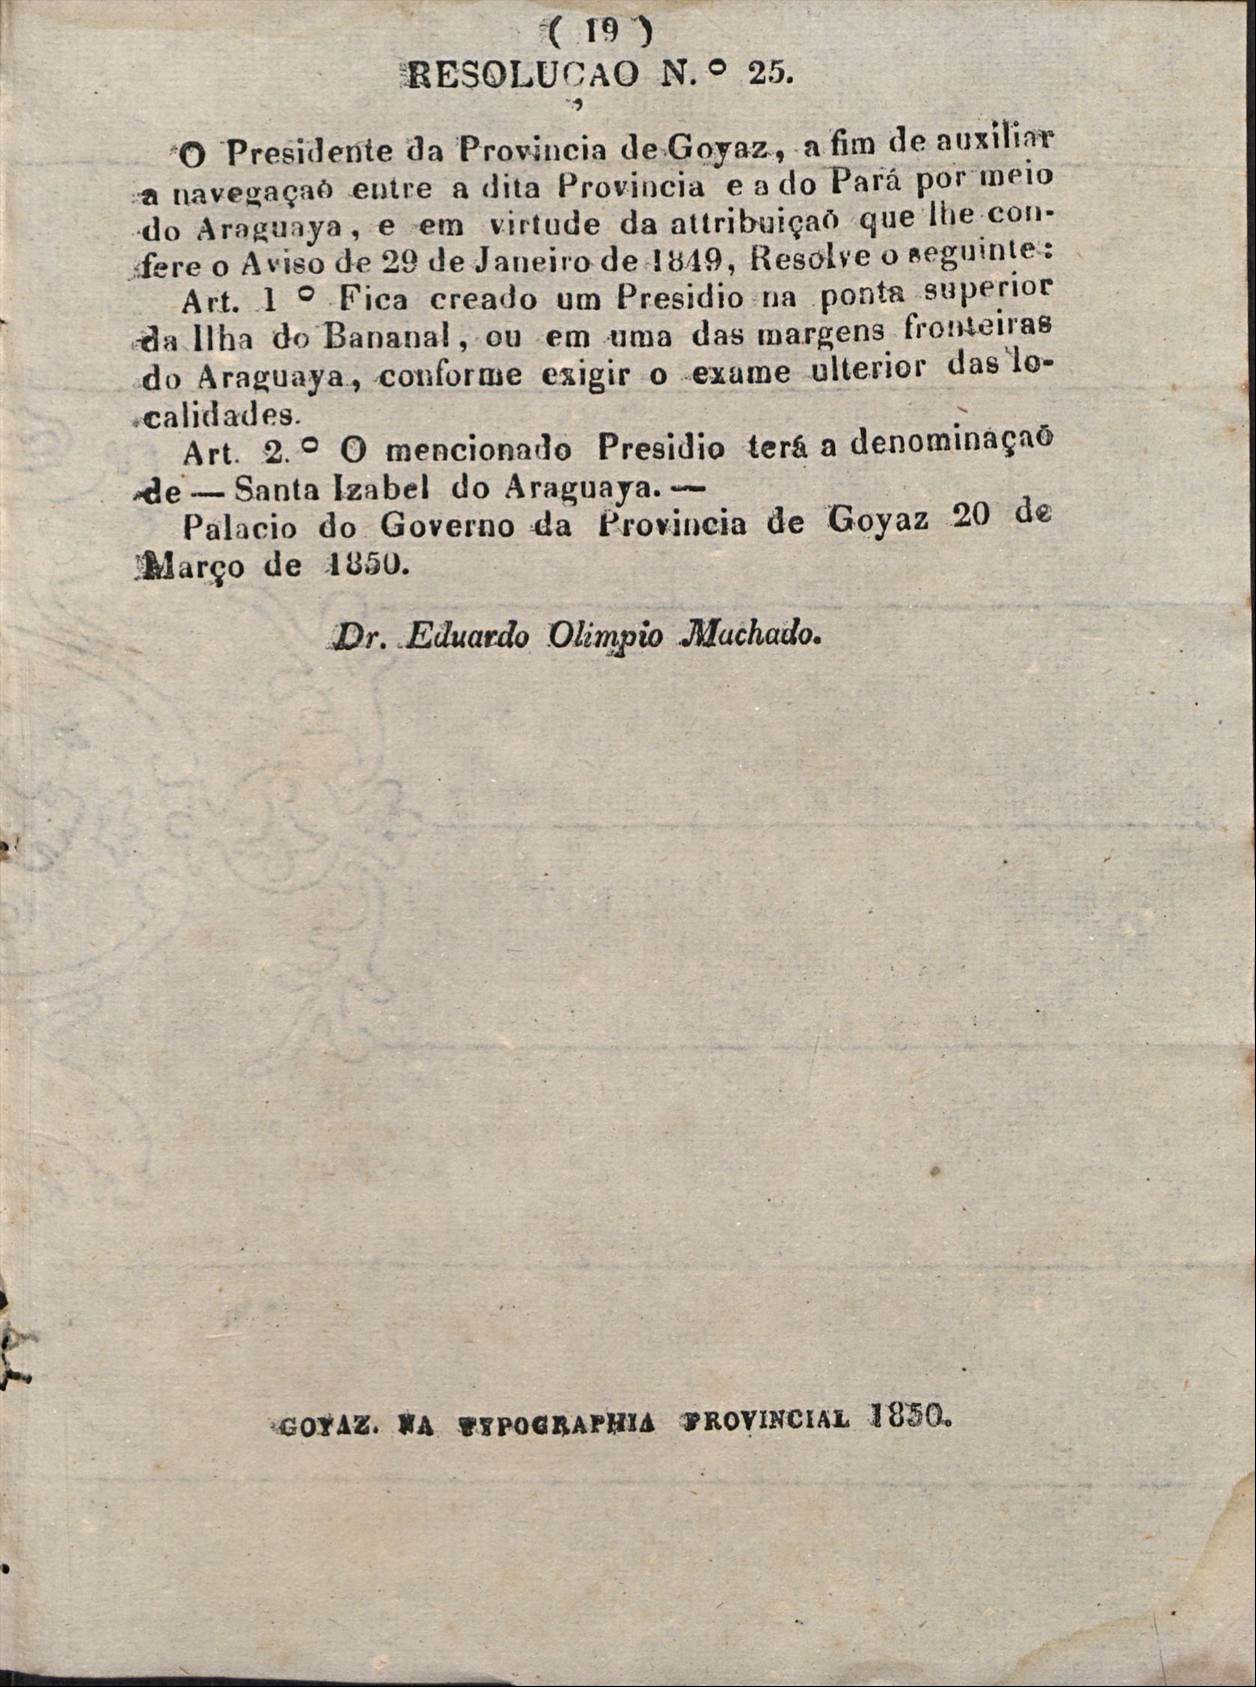 ( 19 )
RESOLUÇAO N.º 25.
O Presidente da Provincia de Goyaz, a fim de auxiliar
a navegaçaõ entre a dita Provincia e a do Pará por meio
do Araguaya, e em virtude da attribuiçaõ que lhe con-
fere o Aviso de 29 de Janeiro de 1849, Resolve o seguinte:
Art. 1 º Fica creado um Presidio na ponta superior
da Ilha do Bananal, ou em uma das margens fronteiras
do Araguaya, conforme exigir o exame ulterior das lo-
calidades.
Art. 2.º O mencionado Presidio terá a denominaçaõ
de — Santa Izabel do Araguaya. —
Palacio do Governo da Provincia de Goyaz 20 de
Março de 1850.
Dr. Eduardo Olimpio Machado.
GOYAZ. NA TYPOGRAPHIA PROVINCIAL 1850.